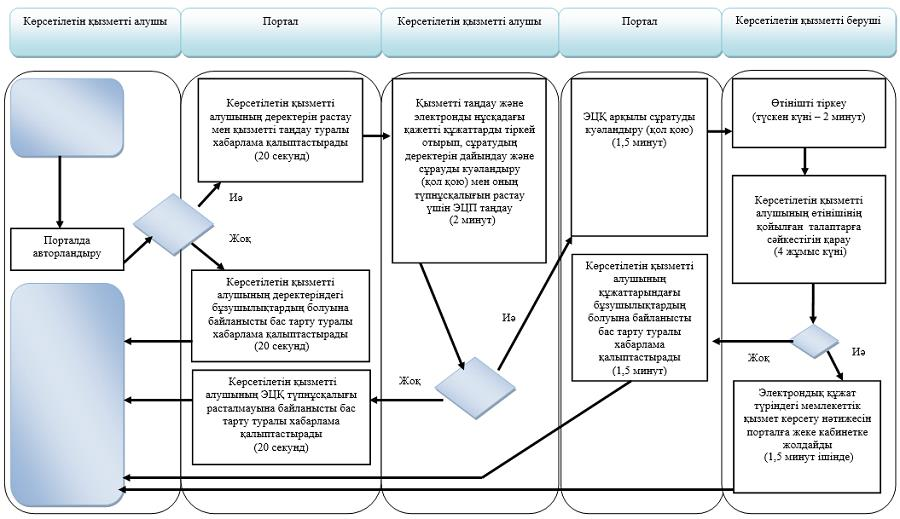 Көрсетілетін қызметті алушы
Портал
Көрсетілетін қызметті алушы
Портал
Көрсетілетін қызметті беруші
Порталда
авторландыру
Көрсетілетін қызметті
алушының деректерін растау
мен қызметті таңдау туралы
хабарлама қалыптастырады
(20 секунд)
Иә
Жоқ
Көрсетілетін қызметті
алушының деректеріндегі
бұзушылықтардың болуына
байланысты бас тарту туралы
хабарлама қалыптастырады
(20 секунд)
Көрсетілетін қызметті
алушының ЭЦҚ түпнұсқалығы
расталмауына байланысты бас
тарту туралы хабарлама
қалыптастырады
(20 секунд)
Қызметті таңдау және
электронды нұсқадағы
қажетті құжаттарды тіркей
отырып, сұратудың
деректерін дайындау және
сұрауды куәландыру
(қол қою) мен оның
түпнұсқалығын растау
үшін ЭЦП таңдау
(2 минут)
Иә
Жоқ
ЭЦҚ арқылы сұратуды
куәландыру (қол қою)
(1,5 минут)
Көрсетілетін қызметті
алушының
құжаттарындағы
бұзушылықтардың
болуына байланысты
бас тарту туралы
хабарлама
қалыптастырады
(1,5 минут)
Өтінішті тіркеу
(түскен күні – 2 минут)
Көрсетілетін қызметті
алушының өтінішінің
қойылған талаптарға
сәйкестігін қарау
(4 жұмыс күні)
Жоқ
Иә
Электрондық құжат
түріндегі мемлекеттік
қызмет көрсету нәтижесін
порталға жеке кабинетке
жолдайды
(1,5 минут ішінде)